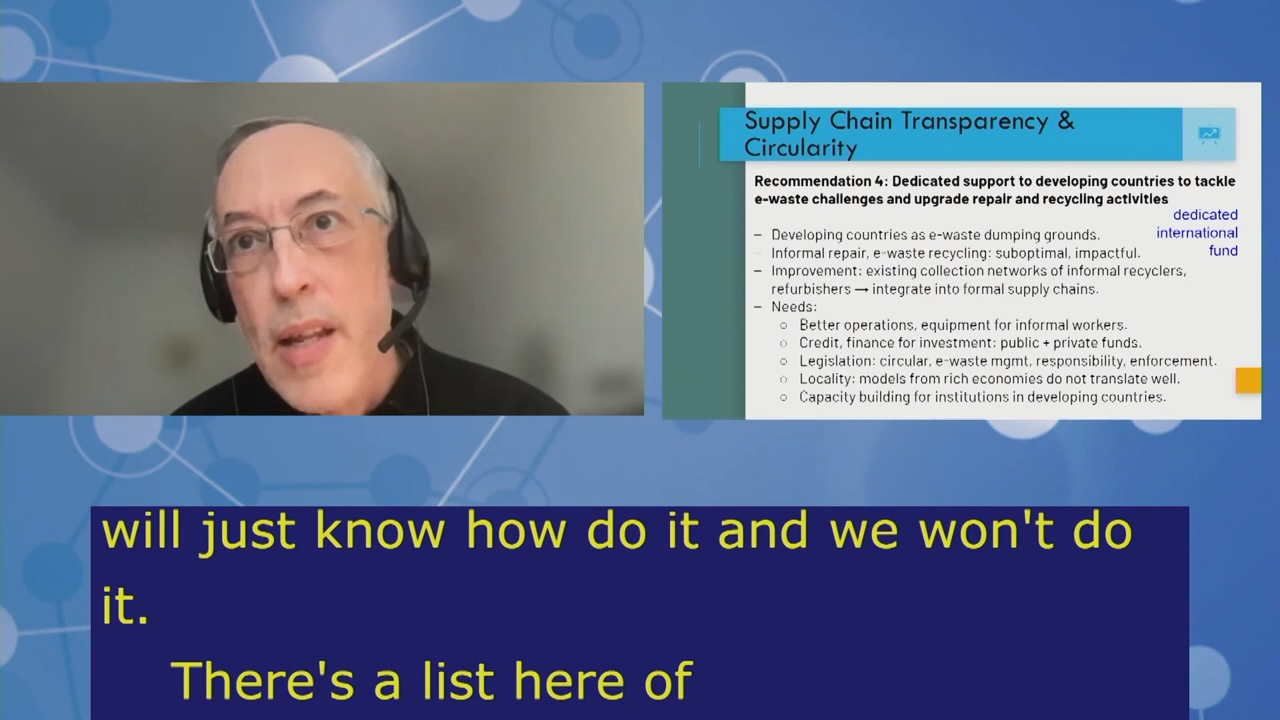 Supply Chain Transparency &
Circularity
Recommendation 4: Dedicated support to developing countries to tackle
e-waste challenges and upgrade repair and recycling activities
dedicated
international
fund
– Developing countries as e-waste dumping grounds.
– Informal repair, e-waste recycling: suboptimal, impactful.
– Improvement: existing collection networks of informal recyclers,
refurbishers → integrate into formal supply chains.
– Needs:
○ Better operations, equipment for informal workers.
○ Credit, finance for investment: public + private funds.
○ Legislation: circular, e-waste mgmt, responsibility, enforcement.
○ Locality: models from rich economies do not translate well.
○ Capacity building for institutions in developing countries.
will just know how do it and we won't do
it.
There's a list here of